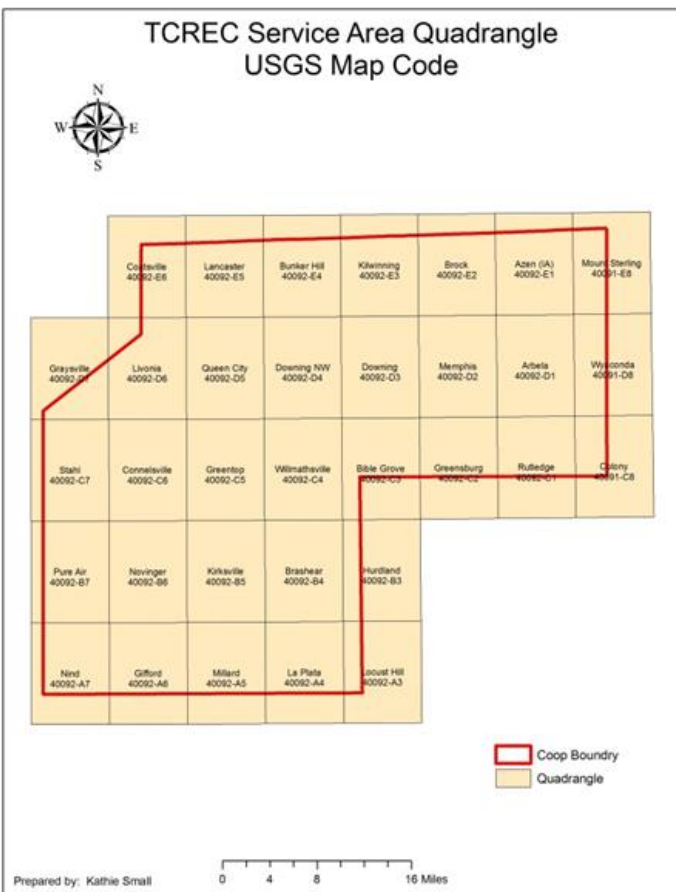 TCREC Service Area Quadrangle
USGS Map Code
N
W
E
S
Coatsville
40092-E6
Lancaster
40092-E5
Bunker Hill
40092-E4
Kilwinning
40092-E3
Brock
40092-E2
Azen (IA)
40092-E1
Mount Sterling
40091-E8
Graysville
40092-D7
Livonia
40092-D6
Queen City
40092-D5
Downing NW
40092-D4
Downing
40092-D3
Memphis
40092-D2
Arbela
40092-D1
Wyaconda
40091-D8
Stahl
40092-C7
Connelsville
40092-C6
Greentop
40092-C5
Willmathsville
40092-C4
Bible Grove
40092-C3
Greensburg
40092-C2
Rutledge
40092-C1
Colony
40091-C8
Pure Air
40092-B7
Novinger
40092-B6
Kirksville
40092-B5
Brashear
40092-B4
Hurdland
40092-B3
Nind
40092-A7
Gifford
40092-A6
Millard
40092-A5
La Plata
40092-A4
Locust Hill
40092-A3
Coop Boundry
Quadrangle
Prepared by: Kathie Small
0 4 8 16 Miles